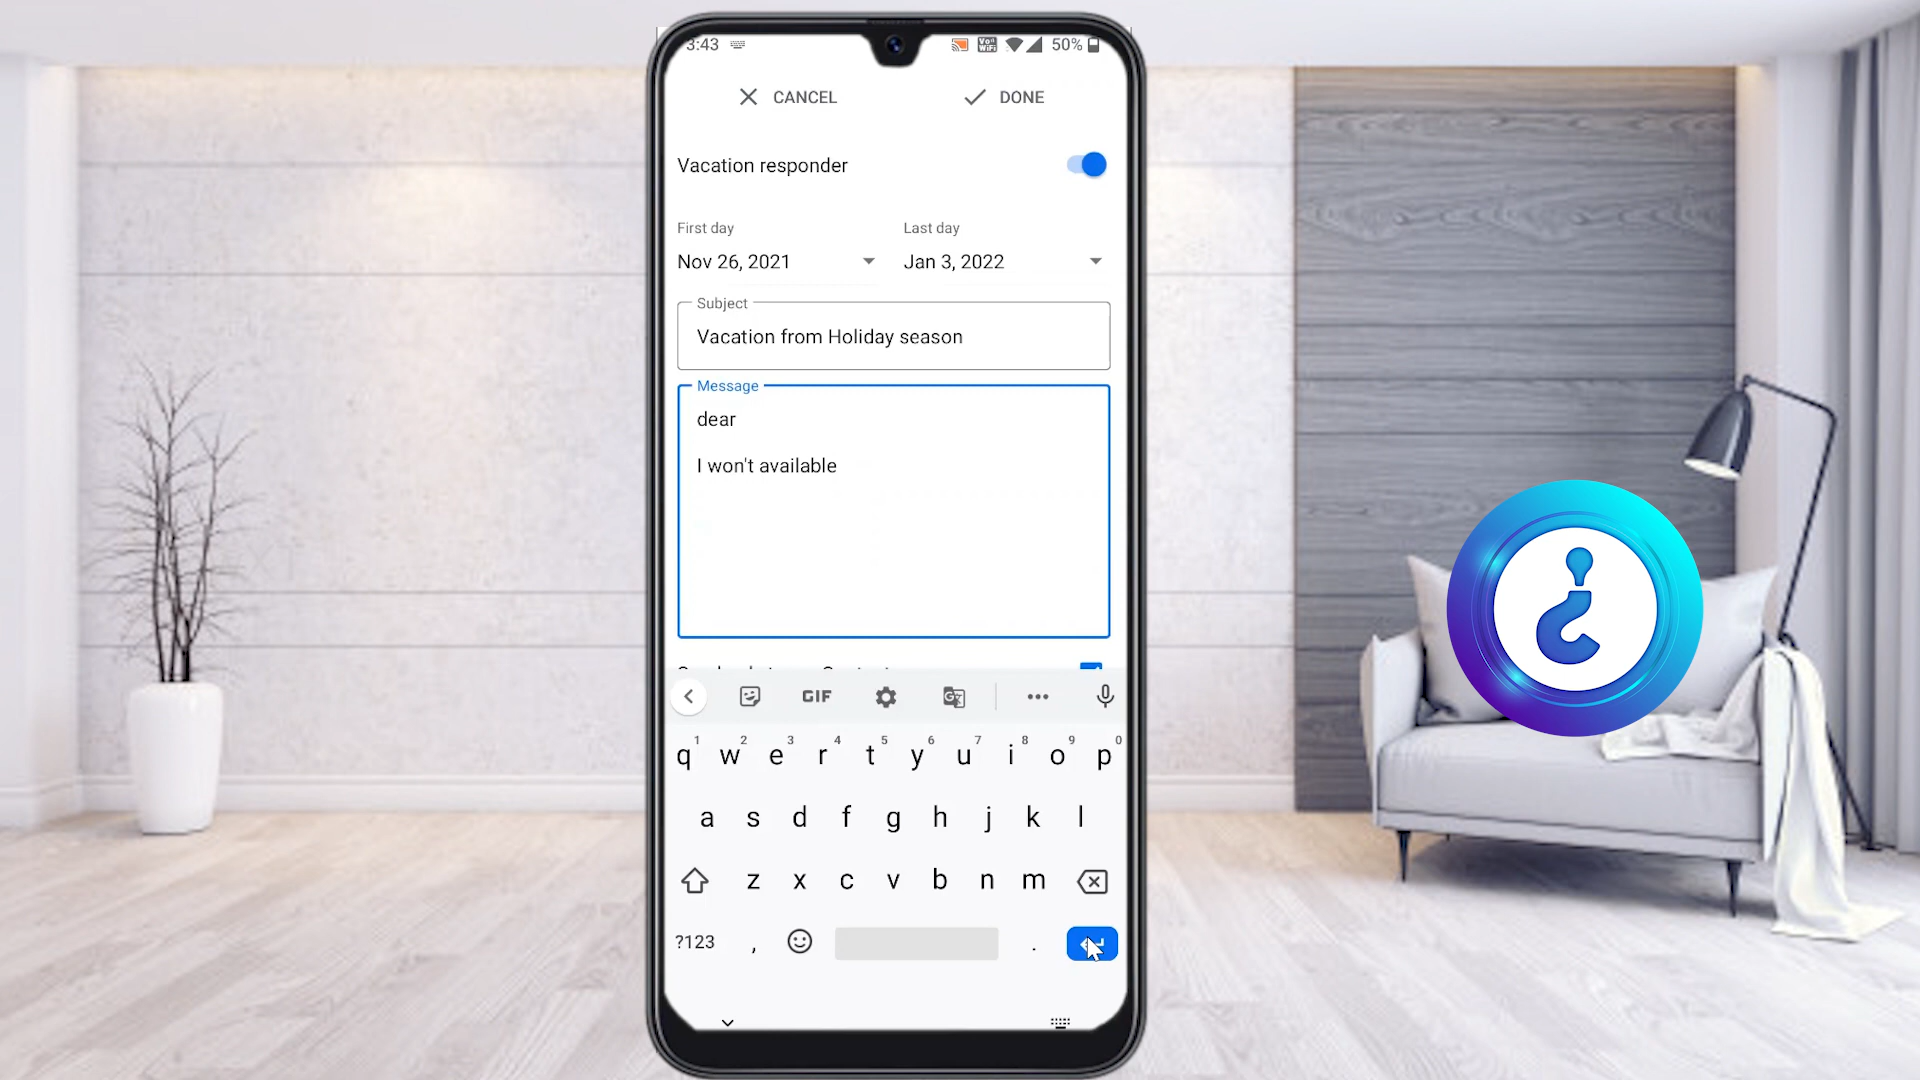 3:43
Vo)) WiFi 50%
CANCEL DONE
Vacation responder
First day Last day
Nov 26, 2021 Jan 3, 2022
Subject
Vacation from Holiday season
Message
dear
I won't available
GIF
1 2 3 4 5 6 7 8 9 0
q w e r t y u i o p
a s d f g h j k l
z x c v b n m
?123 , .